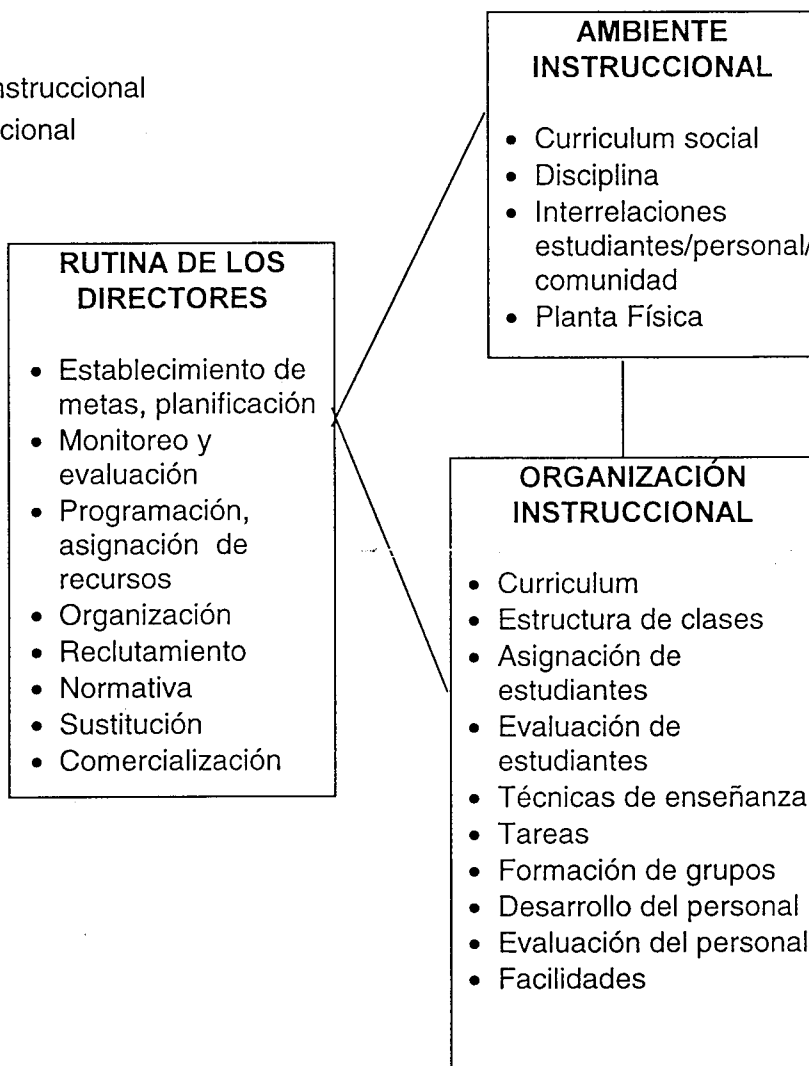 cional
RUTINA DE LOS
DIRECTORES
• Establecimiento de
metas, planificación
• Monitoreo y
evaluación
• Programación,
asignación de
recursos
• Organización
• Reclutamiento
• Normativa
• Sustitución
• Comercialización
AMBIENTE
INSTRUCCIONAL
• Curriculum social
• Disciplina
• Interrelaciones
estudiantes/personal/
comunidad
• Planta Física
ORGANIZACIÓN
INSTRUCCIONAL
• Curriculum
• Estructura de clases
• Asignación de
estudiantes
• Evaluación de
estudiantes
• Técnicas de enseñanza
• Tareas
• Formación de grupos
• Desarrollo del personal
• Evaluación del personal
• Facilidades